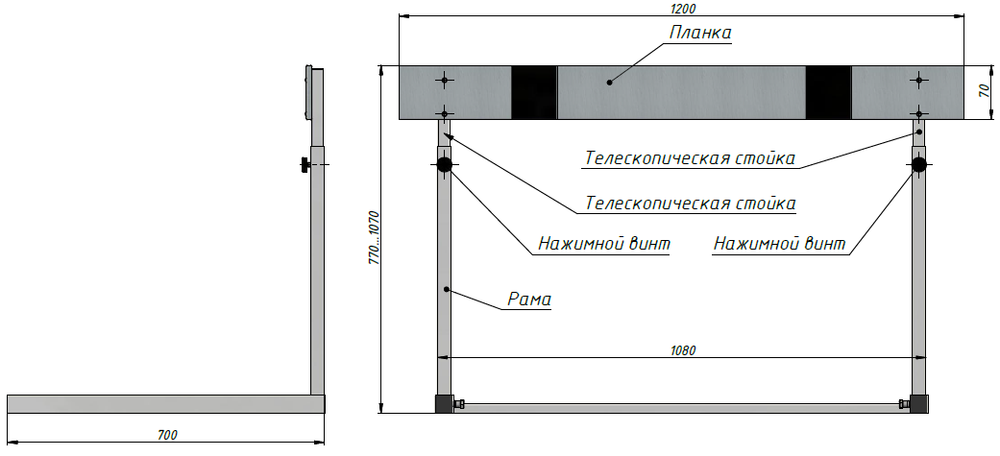 1200
Планка
70
Телескопическая стойка
Телескопическая стойка
770...1070
Нажимной винт
Нажимной винт
Рама
1080
700